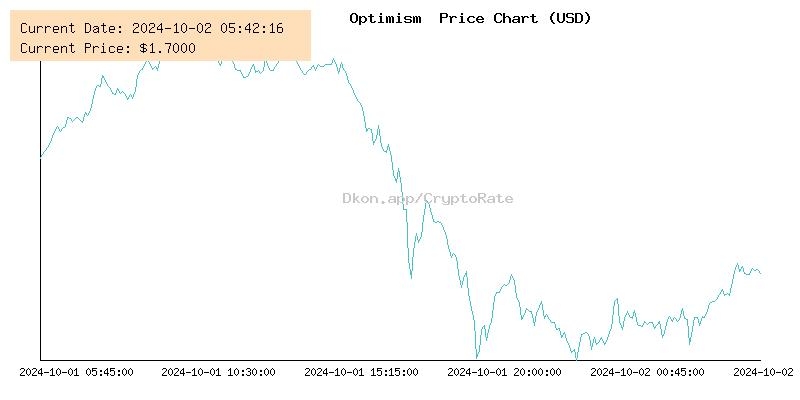 Optimism  Price Chart (USD)
Current Date: 2024-10-02 05:42:16
Current Price: $1.7000
Dkon.app/CryptoRate
2024-10-01 05:45:00 2024-10-01 10:30:00 2024-10-01 15:15:00 2024-10-01 20:00:00 2024-10-02 00:45:00 2024-10-02